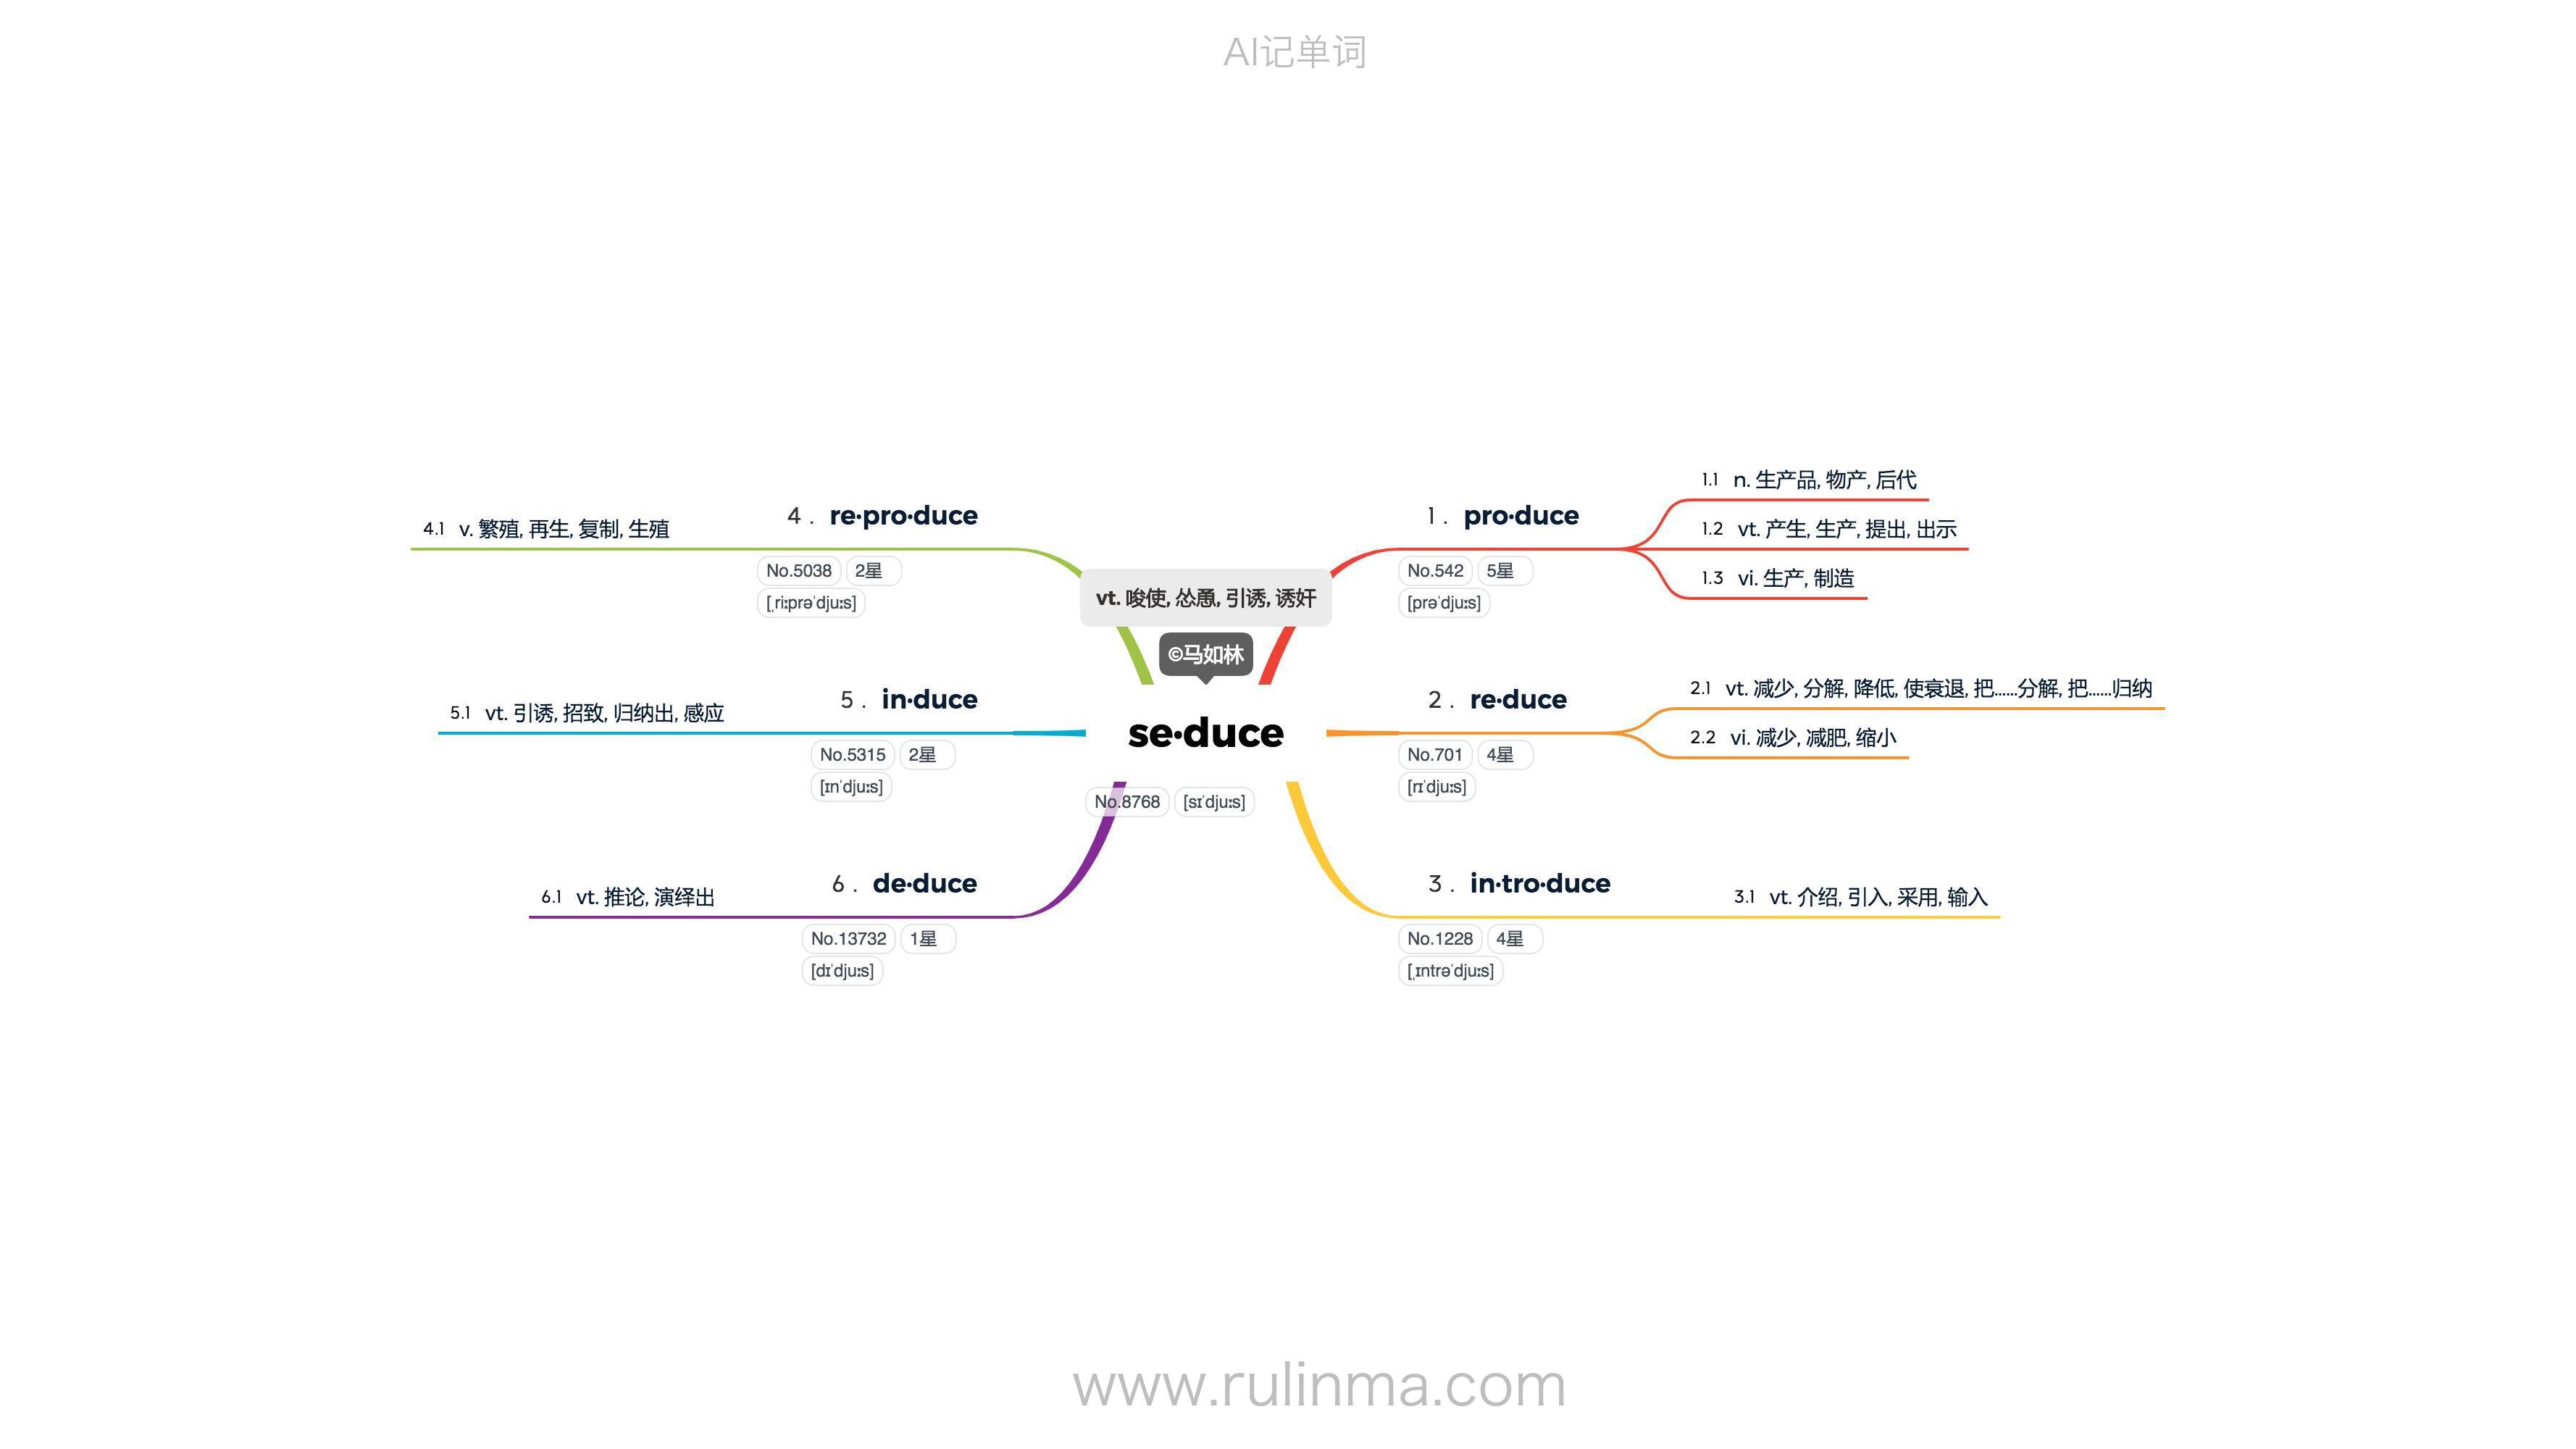 AI记单词
vt. 唆使, 怂恿, 引诱, 诱奸
©马如林
se·duce
No.8768 [sɪˈdjuːs]
1 . pro·duce
No.542 5星
[prəˈdjuːs]
1.1 n. 生产品, 物产, 后代
1.2 vt. 产生, 生产, 提出, 出示
1.3 vi. 生产, 制造
2 . re·duce
No.701 4星
[rɪˈdjuːs]
2.1 vt. 减少, 分解, 降低, 使衰退, 把……分解, 把……归纳
2.2 vi. 减少, 减肥, 缩小
3 . in·tro·duce
No.1228 4星
[ˌɪntrəˈdjuːs]
3.1 vt. 介绍, 引入, 采用, 输入
4 . re·pro·duce
No.5038 2星
[ˌriːprəˈdjuːs]
4.1 v. 繁殖, 再生, 复制, 生殖
5 . in·duce
No.5315 2星
[ɪnˈdjuːs]
5.1 vt. 引诱, 招致, 归纳出, 感应
6 . de·duce
No.13732 1星
[dɪˈdjuːs]
6.1 vt. 推论, 演绎出
www.rulinma.com